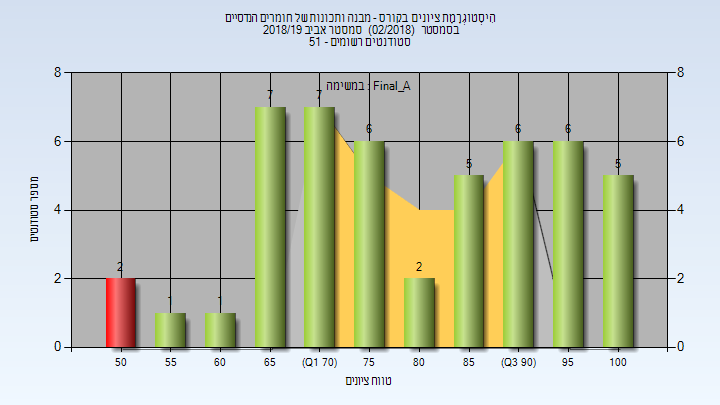 הִיסְטוֹגְרָמַת ציונים בקורס - מבנה ותכונות של חומרים הנדסיים
בסמסטר (02/2018) סמסטר אביב 2018/19
סטודנטים רשומים - 51
במשימה : Final_A
8 8
6 6
4 4
2 2
0 0
מספר סטודנטים
2 1 1 7 7 6 2 5 6 6 5
50 55 60 65 (Q1 70) 75 80 85 (Q3 90) 95 100
טווח ציונים